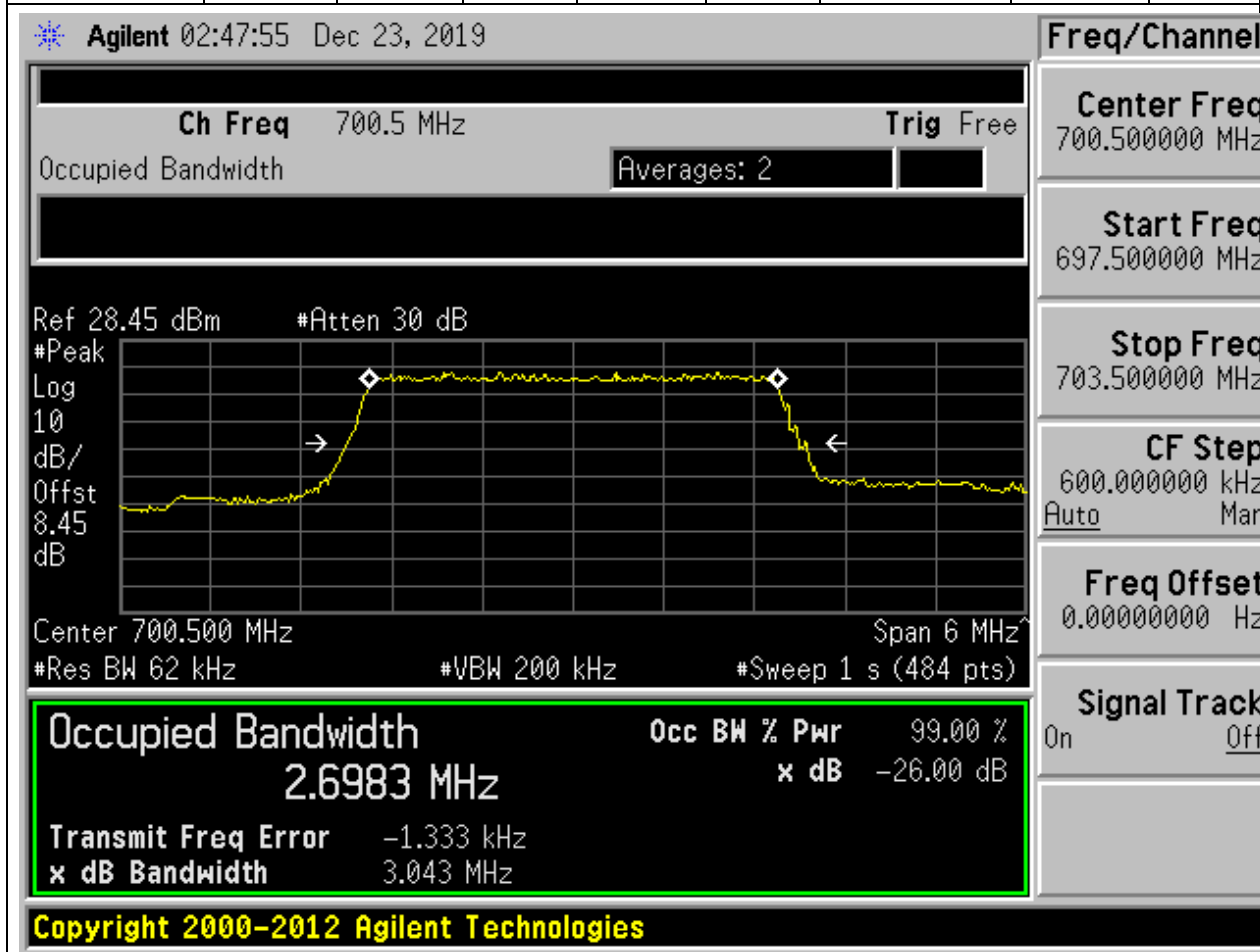 Agilent 02:47:55 Dec 23, 2019
Ch Freq 700.5 MHz Trig Free
Occupied Bandwidth Averages: 2
Ref 28.45 dBm #Atten 30 dB
#Peak
Log
10
dB/
Offst
8.45
dB
Center 700.500 MHz Span 6 MHz^
#Res BW 62 kHz #VBW 200 kHz #Sweep 1 s (484 pts)
Occupied Bandwidth
2.6983 MHz
Occ BW % Pwr 99.00 %
x dB -26.00 dB
Transmit Freq Error -1.333 kHz
x dB Bandwidth 3.043 MHz
Copyright 2000-2012 Agilent Technologies
Freq/Channel
Center Freq
700.500000 MHz
Start Freq
697.500000 MHz
Stop Freq
703.500000 MHz
CF Step
600.000000 kHz
Auto Man
Freq Offset
0.00000000 Hz
Signal Track
On Off